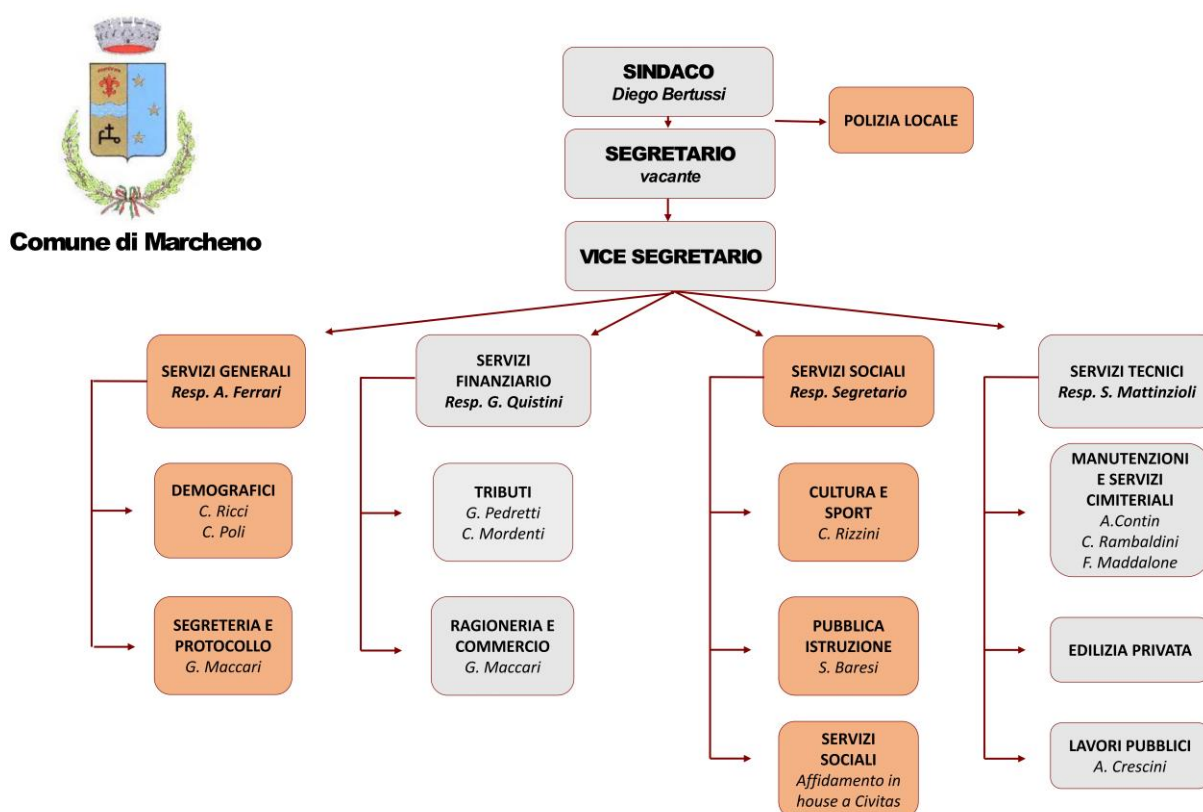 Comune di Marcheno
SINDACO
Diego Bertussi
POLIZIA LOCALE
SEGRETARIO
vacante
VICE SEGRETARIO
SERVIZI GENERALI
Resp. A. Ferrari
DEMOGRAFICI
C. Ricci
C. Poli
SEGRETERIA E
PROTOCOLLO
G. Maccari
SERVIZI
FINANZIARIO
Resp. G. Quistini
TRIBUTI
G. Pedretti
C. Mordenti
RAGIONERIA E
COMMERCIO
G. Maccari
SERVIZI SOCIALI
Resp. Segretario
CULTURA E
SPORT
C. Rizzini
PUBBLICA
ISTRUZIONE
S. Baresi
SERVIZI
SOCIALI
Affidamento in
house a Civitas
SERVIZI TECNICI
Resp. S. Mattinzioli
MANUTENZIONI
E SERVIZI
CIMITERIALI
A.Contin
C. Rambaldini
F. Maddalone
EDILIZIA PRIVATA
LAVORI PUBBLICI
A. Crescini